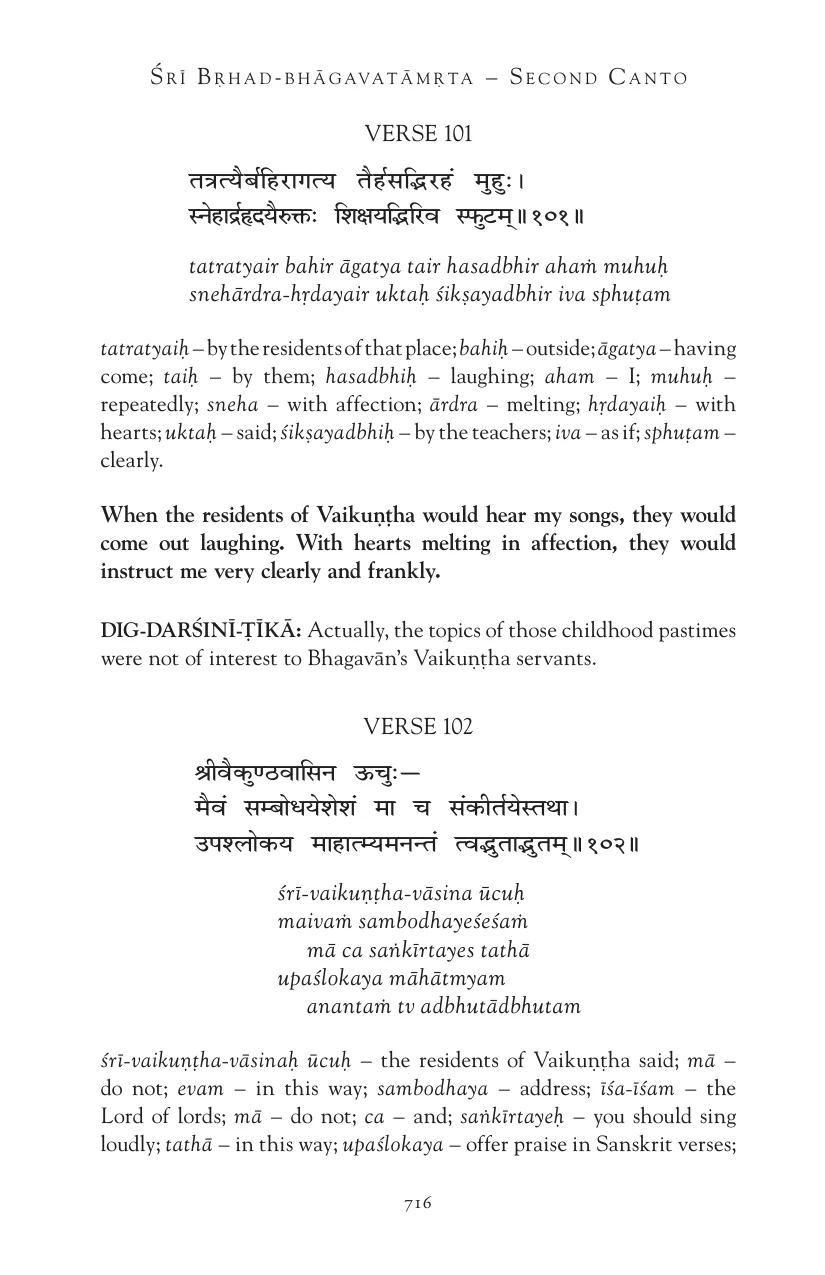 Śrī Bṛhad-bhāgavatāmṛta – Second Canto
VERSE 101
तत्रत्यैर्बहिरागत्य तैर्हसद्भिरहं मुहुः।
स्नेहार्द्रहृदयैरुक्तः शिक्षयद्भिरिव स्फुटम्॥१०१॥
tatratyair bahir āgatya tair hasadbhir ahaṁ muhuḥ
snehārdra-hṛdayair uktaḥ śikṣayadbhir iva sphuṭam
tatratyaiḥ – by the residents of that place; bahiḥ – outside; āgatya – having
come; taiḥ – by them; hasadbhiḥ – laughing; aham – I; muhuḥ –
repeatedly; sneha – with affection; ārdra – melting; hṛdayaiḥ – with
hearts; uktaḥ – said; śikṣayadbhiḥ – by the teachers; iva – as if; sphuṭam –
clearly.
When the residents of Vaikuṇṭha would hear my songs, they would
come out laughing. With hearts melting in affection, they would
instruct me very clearly and frankly.
DIG-DARŚINĪ-ṬĪKĀ: Actually, the topics of those childhood pastimes
were not of interest to Bhagavān's Vaikuṇṭha servants.
VERSE 102
श्रीवैकुण्ठवासिन ऊचुः—
मैवं सम्बोधयेशेशं मा च संकीर्तयेस्तथा।
उपश्लोकय माहात्म्यमनन्तं त्वद्भुताद्भुतम्॥१०२॥
śrī-vaikuṇṭha-vāsina ūcuḥ
maivaṁ sambodhayeśeśaṁ
mā ca saṅkīrtayes tathā
upaślokaya māhātmyam
anantaṁ tv adbhutādbhutam
śrī-vaikuṇṭha-vāsinaḥ ūcuḥ – the residents of Vaikuṇṭha said; mā –
do not; evam – in this way; sambodhaya – address; īśa-īśam – the
Lord of lords; mā – do not; ca – and; saṅkīrtayeḥ – you should sing
loudly; tathā – in this way; upaślokaya – offer praise in Sanskrit verses;
716